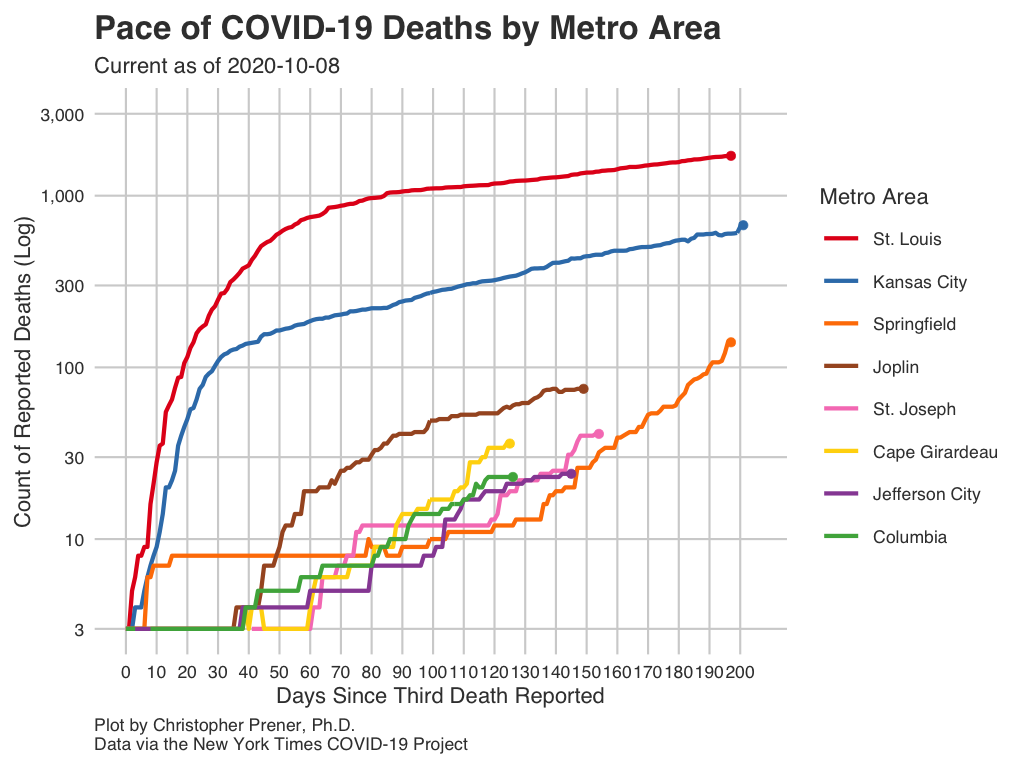 Pace of COVID-19 Deaths by Metro Area
Current as of 2020-10-08
Count of Reported Deaths (Log)
3,000
1,000
300
100
30
10
3
0 10 20 30 40 50 60 70 80 90 100 110 120 130 140 150 160 170 180 190 200
Days Since Third Death Reported
Metro Area
St. Louis
Kansas City
Springfield
Joplin
St. Joseph
Cape Girardeau
Jefferson City
Columbia
Plot by Christopher Prener, Ph.D.
Data via the New York Times COVID-19 Project